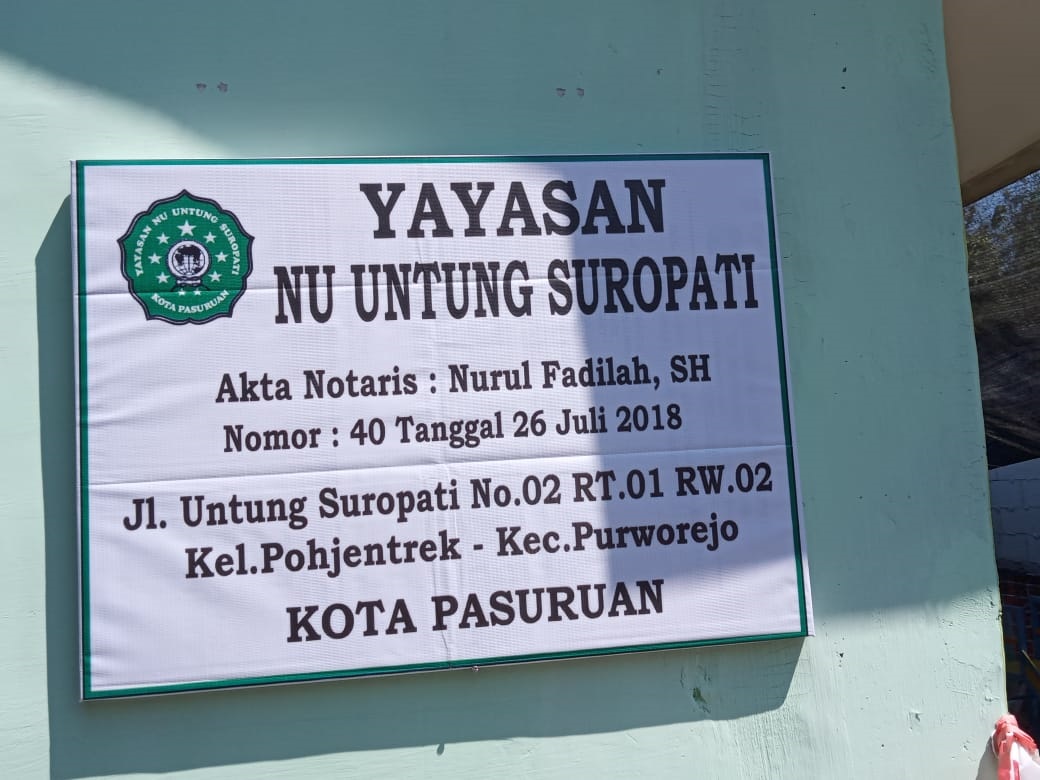 YAYASAN NU UNTUNG SUROPATI
KOTA PASURUAN
YAYASAN
NU UNTUNG SUROPATI
Akta Notaris : Nurul Fadilah, SH
Nomor : 40 Tanggal 26 Juli 2018
Jl. Untung Suropati No.02 RT.01 RW.02
Kel.Pohjentrek - Kec.Purworejo
KOTA PASURUAN